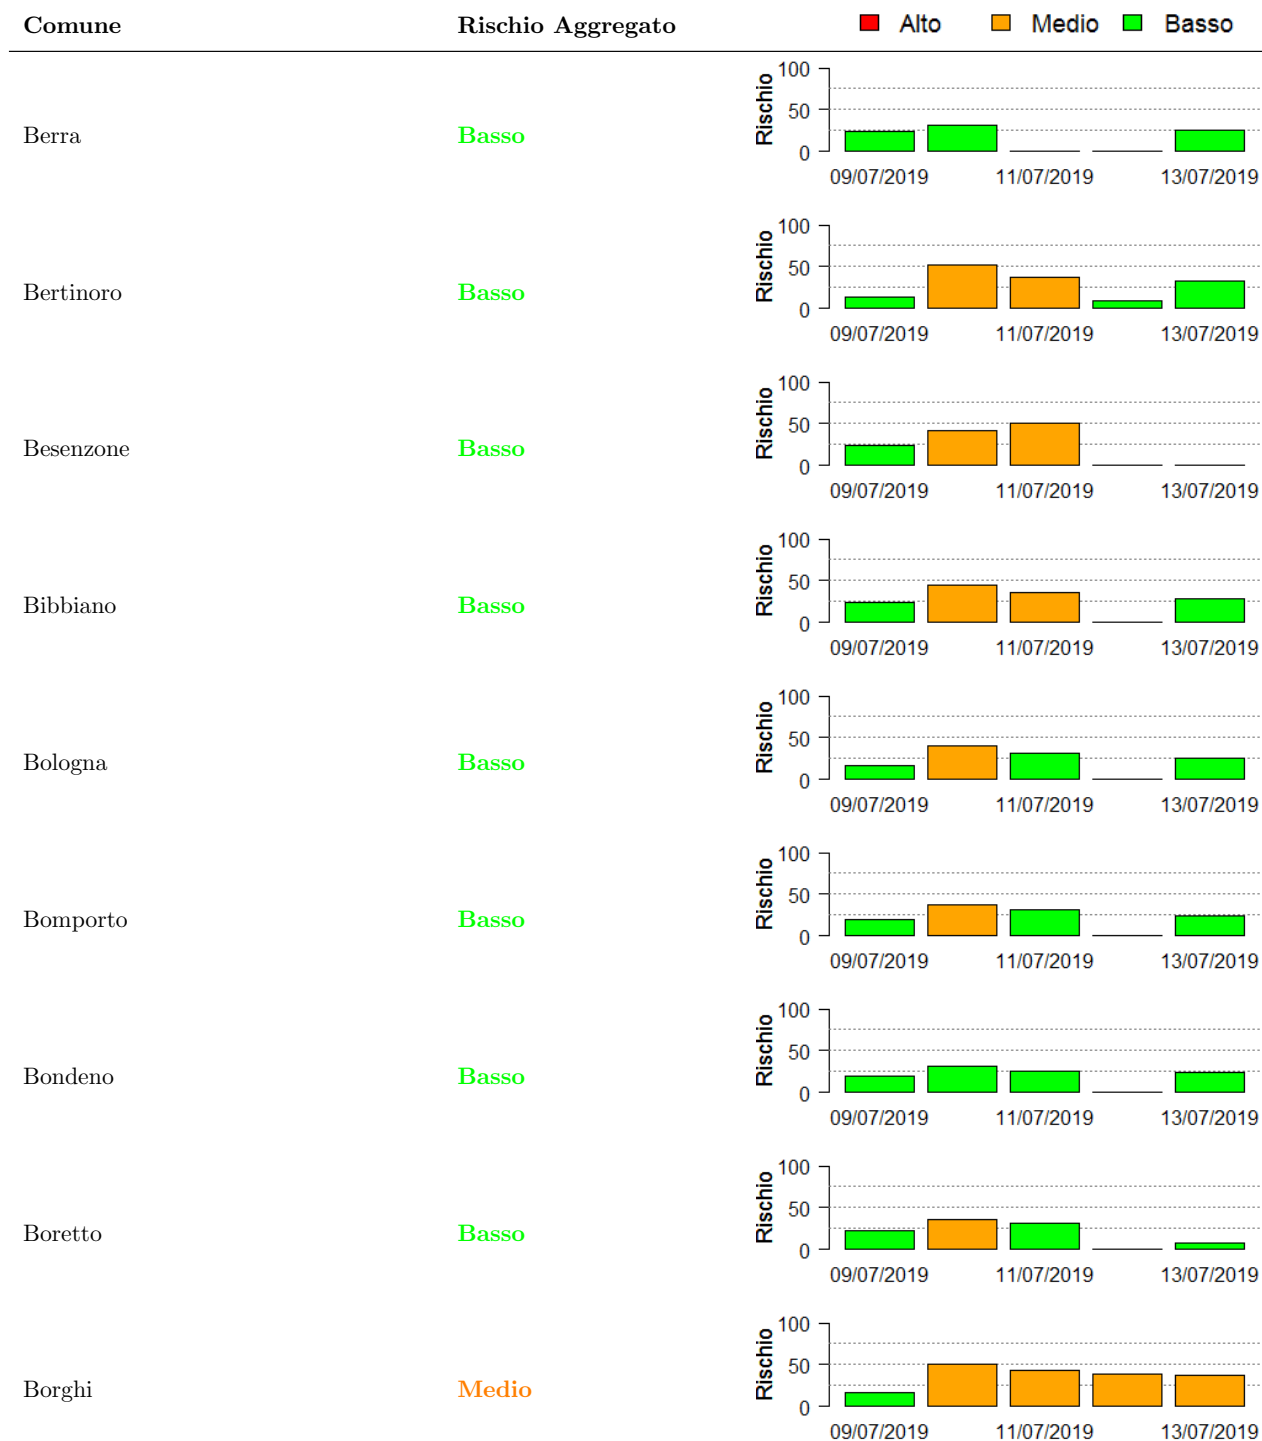 Comune Rischio Aggregato Alto Medio Basso
100
50
0
Rischio
Berra Basso
09/07/2019 11/07/2019 13/07/2019
100
50
0
Rischio
Bertinoro Basso
09/07/2019 11/07/2019 13/07/2019
100
50
0
Rischio
Besenzone Basso
09/07/2019 11/07/2019 13/07/2019
100
50
0
Rischio
Bibbiano Basso
09/07/2019 11/07/2019 13/07/2019
100
50
0
Rischio
Bologna Basso
09/07/2019 11/07/2019 13/07/2019
100
50
0
Rischio
Bomporto Basso
09/07/2019 11/07/2019 13/07/2019
100
50
0
Rischio
Bondeno Basso
09/07/2019 11/07/2019 13/07/2019
100
50
0
Rischio
Boretto Basso
09/07/2019 11/07/2019 13/07/2019
100
50
0
Rischio
Borghi Medio
09/07/2019 11/07/2019 13/07/2019